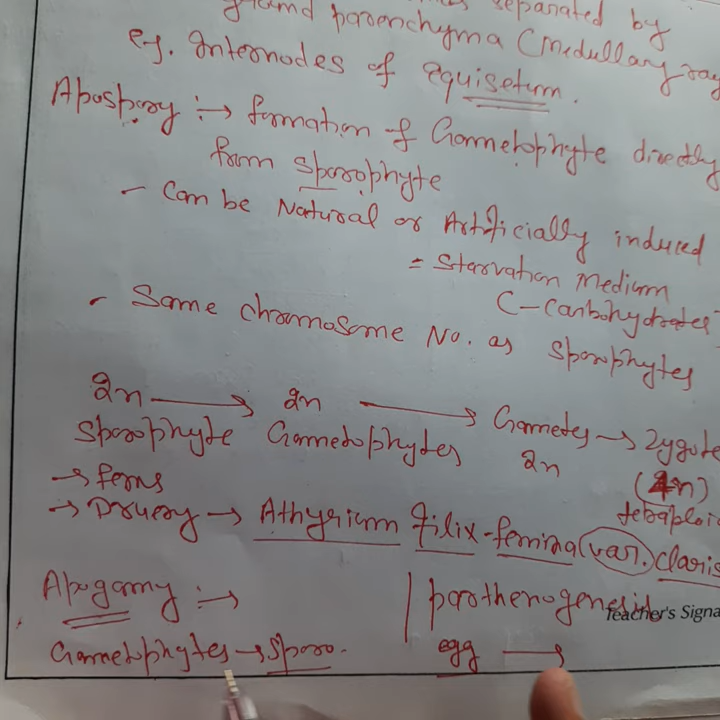 separated by
ground parenchyma (Medullary ray
eg. Internodes of equisetum.
Apospory :→ formation of Gametophyte directly
from Sporophyte
- Can be Natural or Artificially induced
= Starvation Medium
C-Carbohydrates
- Same chromosome No. as Sporophytes
2n → 2n → Gametes → Zygote
Sporophyte Gametophytes 2n (4n)
→ ferns tetraploi
→ Druery → Athyrium filix-femina (var.) claris
Apogamy :→ | parthenogenesis
Teacher's Signa
Gametophytes → Sporo. egg →